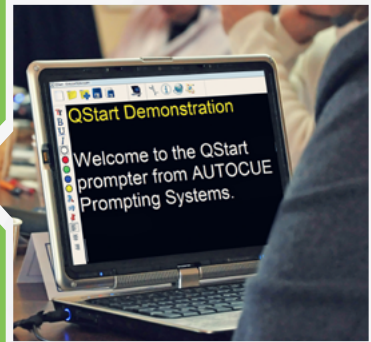 QStart Demonstration
Welcome to the QStart
prompter from AUTOCUE
Prompting Systems.